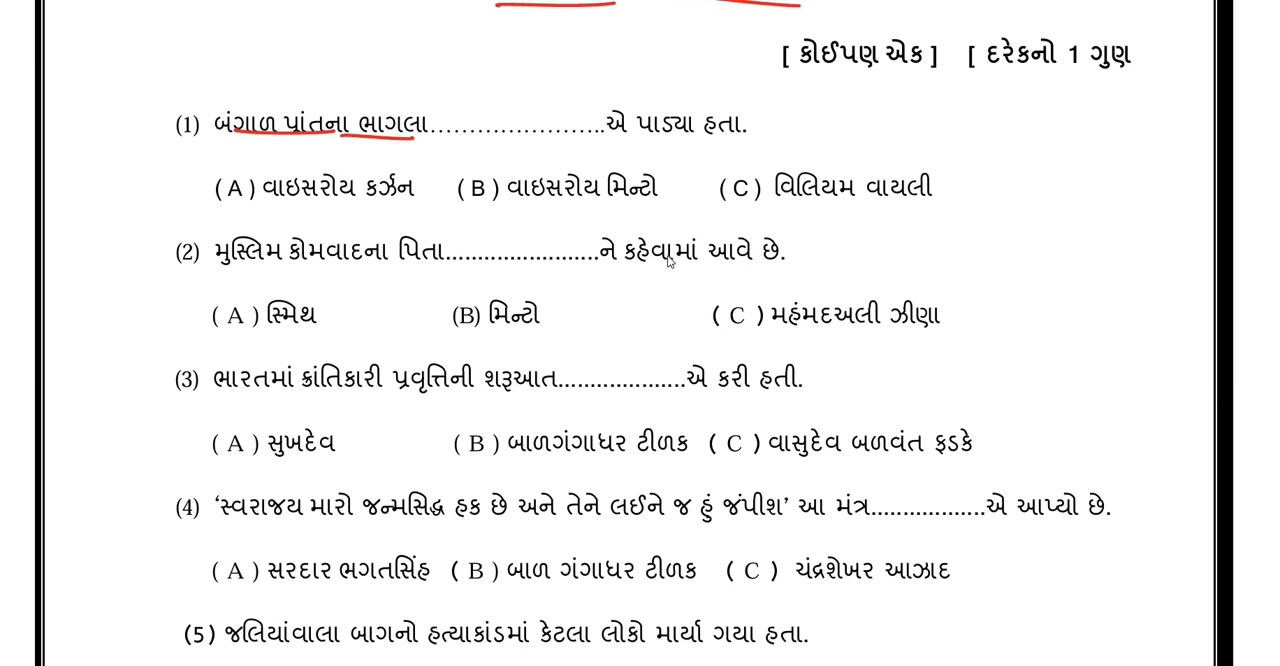 [ કોઈપણ એક ] [ દરેકનો 1 ગુણ
(1) બંગાળ પ્રાંતના ભાગલા........................એ પાડ્યા હતા.
( A ) વાઇસરોય કર્ઝન ( B ) વાઇસરોય મિન્ટો ( C ) વિલિયમ વાયલી
(2) મુસ્લિમ કોમવાદના પિતા........................ને કહેવામાં આવે છે.
( A ) સ્મિથ (B) મિન્ટો ( C ) મહંમદઅલી ઝીણા
(3) ભારતમાં ક્રાંતિકારી પ્રવૃત્તિની શરૂઆત....................એ કરી હતી.
( A ) સુખદેવ ( B ) બાળગંગાધર ટીળક ( C ) વાસુદેવ બળવંત ફડકે
(4) ‘સ્વરાજય મારો જન્મસિદ્ધ હક છે અને તેને લઈને જ હું જંપીશ’ આ મંત્ર..................એ આપ્યો છે.
( A ) સરદાર ભગતસિંહ ( B ) બાળ ગંગાધર ટીળક ( C ) ચંદ્રશેખર આઝાદ
(5) જલિયાંવાલા બાગનો હત્યાકાંડમાં કેટલા લોકો માર્યા ગયા હતા.